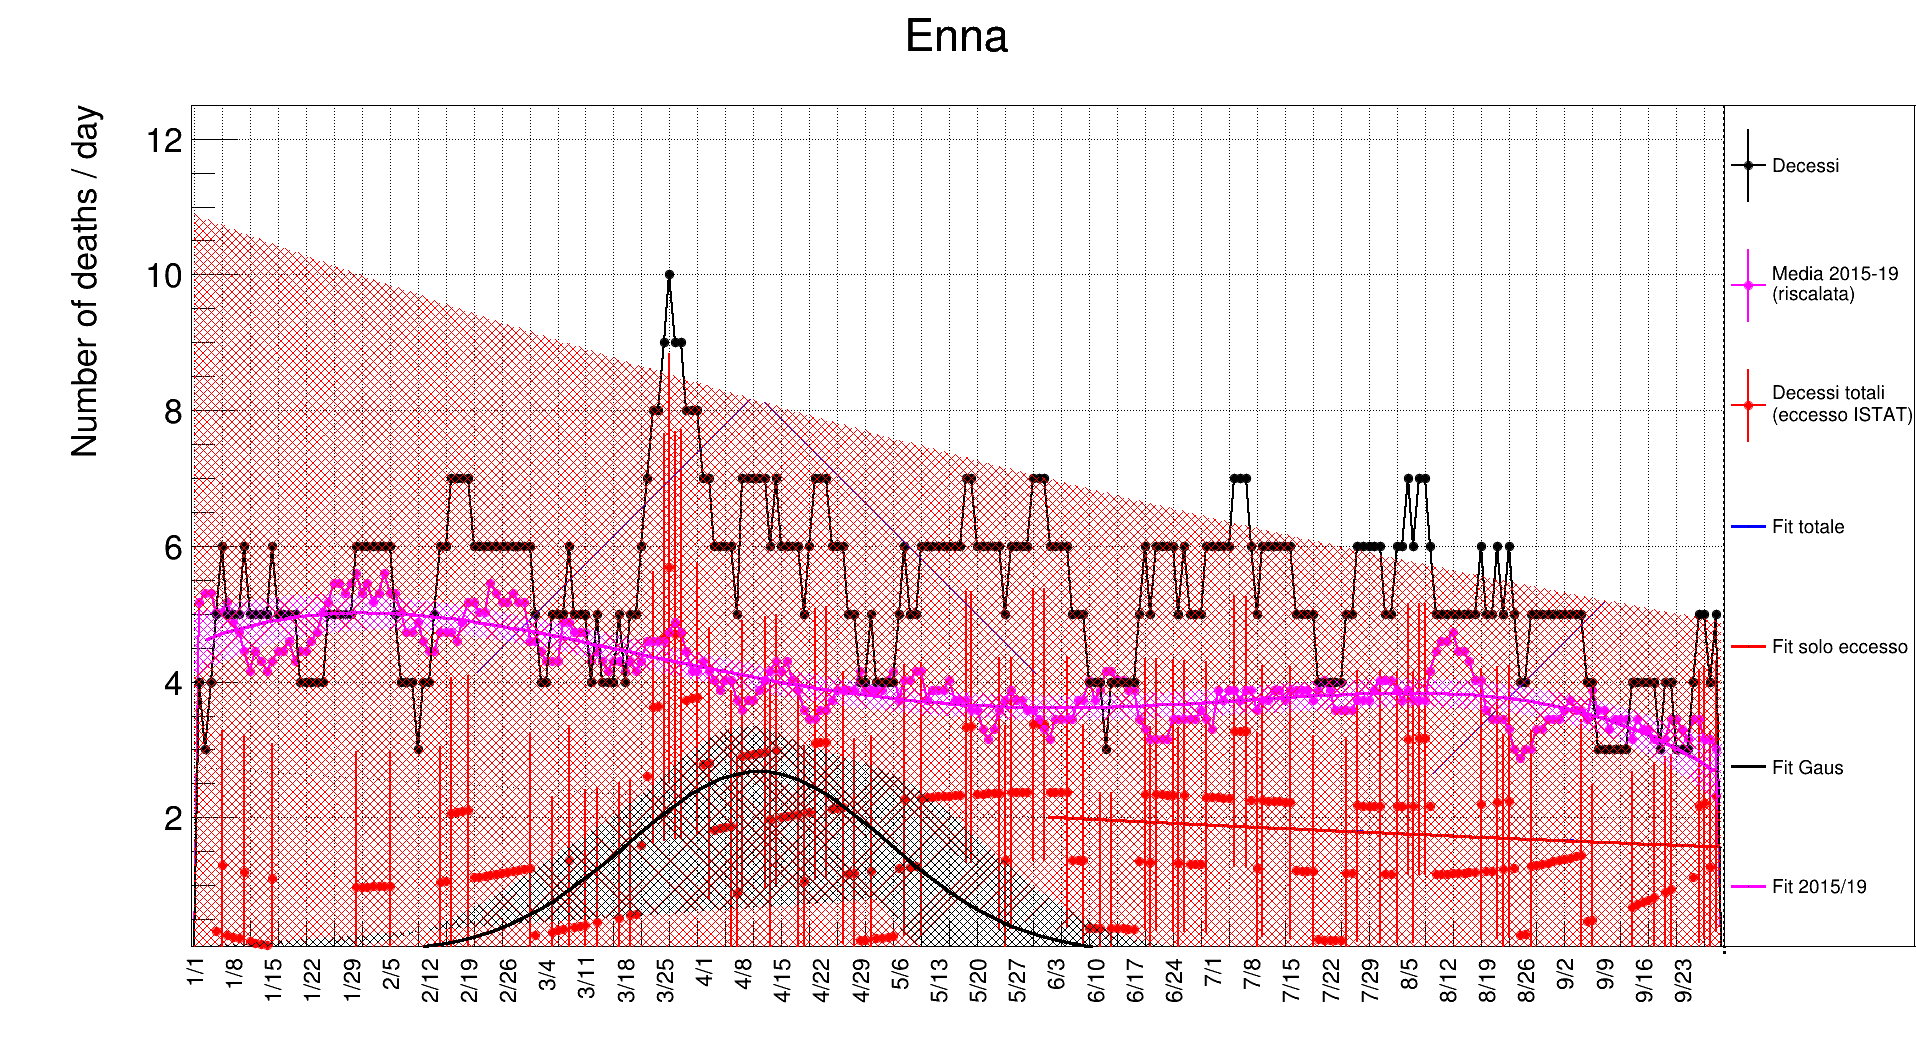 Enna
Number of deaths / day
12
10
8
6
4
2
1/1 1/8 1/15 1/22 1/29 2/5 2/12 2/19 2/26 3/4 3/11 3/18 3/25 4/1 4/8 4/15 4/22 4/29 5/6 5/13 5/20 5/27 6/3 6/10 6/17 6/24 7/1 7/8 7/15 7/22 7/29 8/5 8/12 8/19 8/26 9/2 9/9 9/16 9/23
Decessi
Media 2015-19
(riscalata)
Decessi totali
(eccesso ISTAT)
Fit totale
Fit solo eccesso
Fit Gaus
Fit 2015/19